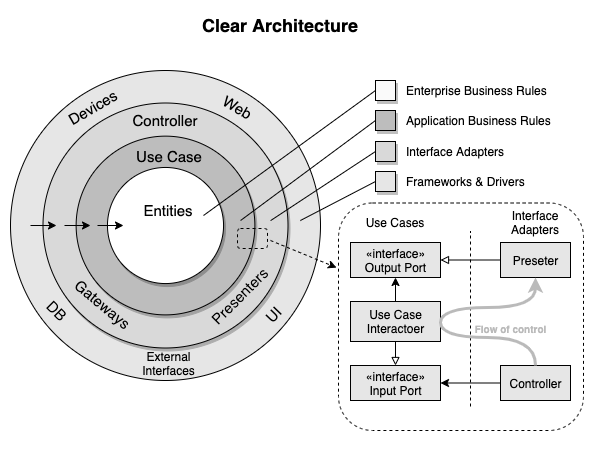 Clear Architecture
Devices
Web
Controller
Use Case
Entities
DB
Gateways
Presenters
UI
External
Interfaces
Enterprise Business Rules
Application Business Rules
Interface Adapters
Frameworks & Drivers
Use Cases
Interface
Adapters
«interface»
Output Port
Preseter
Use Case
Interactoer
Flow of control
«interface»
Input Port
Controller